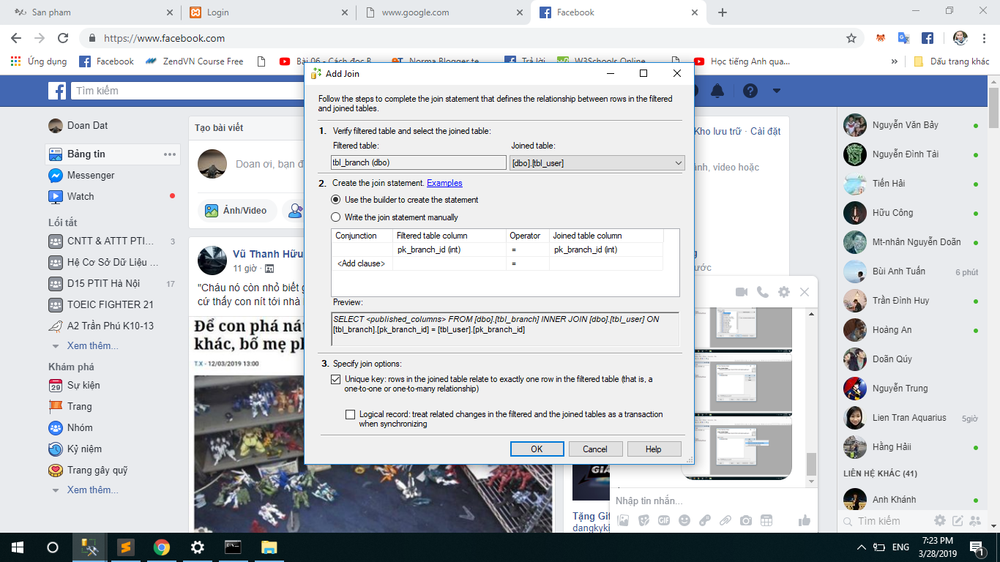 San pham
Login
www.google.com
Facebook
https://www.facebook.com
Ứng dụng
Facebook
ZendVN Course Free
Bài 06 - Cách đọc B
Norma Blogger te
Trả lời
W3Schools Online
Học tiếng Anh qua...
»
Dấu trang khác
Tìm kiếm
Doan Dat
Bảng tin
Messenger
Watch
Lối tắt
CNTT & ATTT PTI... 3
Hệ Cơ Sở Dữ Liệu ...
D15 PTIT Hà Nội 17
TOEIC FIGHTER 21
A2 Trần Phú K10-13
Xem thêm...
Khám phá
29
Sự kiện
Trang
Nhóm
Kỷ niệm
Trang gây quỹ
Xem thêm...
Tạo bài viết
Doan ơi, bạn đ
Ảnh/Video
Vũ Thanh Hữu
11 giờ ·
"Cháu nó còn nhỏ biết g
cứ thấy con nít tới nhà
Để con phá nát
khác, bố mẹ ph
T.X - 12/03/2019 13:00
Add Join
Follow the steps to complete the join statement that defines the relationship between rows in the filtered
and joined tables.
1. Verify filtered table and select the joined table:
Filtered table:
Joined table:
tbl_branch (dbo)
[dbo].[tbl_user]
2. Create the join statement. Examples
Use the builder to create the statement
Write the join statement manually
Conjunction Filtered table column Operator Joined table column
pk_branch_id (int) = pk_branch_id (int)
<Add clause> =
Preview:
SELECT <published_columns> FROM [dbo].[tbl_branch] INNER JOIN [dbo].[tbl_user] ON
[tbl_branch].[pk_branch_id] = [tbl_user].[pk_branch_id]
3. Specify join options:
Unique key: rows in the joined table relate to exactly one row in the filtered table (that is, a
one-to-one or one-to-many relationship)
Logical record: treat related changes in the filtered and the joined tables as a transaction
when synchronizing
OK
Cancel
Help
Kho lưu trữ · Cài đặt
ảnh, video hoặc
ước
GIA
Tặng Gif
dangkyki
Nhập tin nhắn...
GIF
Nguyễn Văn Bảy
Nguyễn Đình Tải
Tiến Hải
Hữu Công
Mt-nhân Nguyễn Doãn
Bùi Anh Tuấn 6 phút
Trần Đình Huy
Hoàng An
Doãn Qúy
Nguyễn Trung
Lien Tran Aquarius 5giờ
Hằng Hâii
LIÊN HỆ KHÁC (41)
Anh Khánh
Tìm kiếm
ENG
7:23 PM
3/28/2019
1